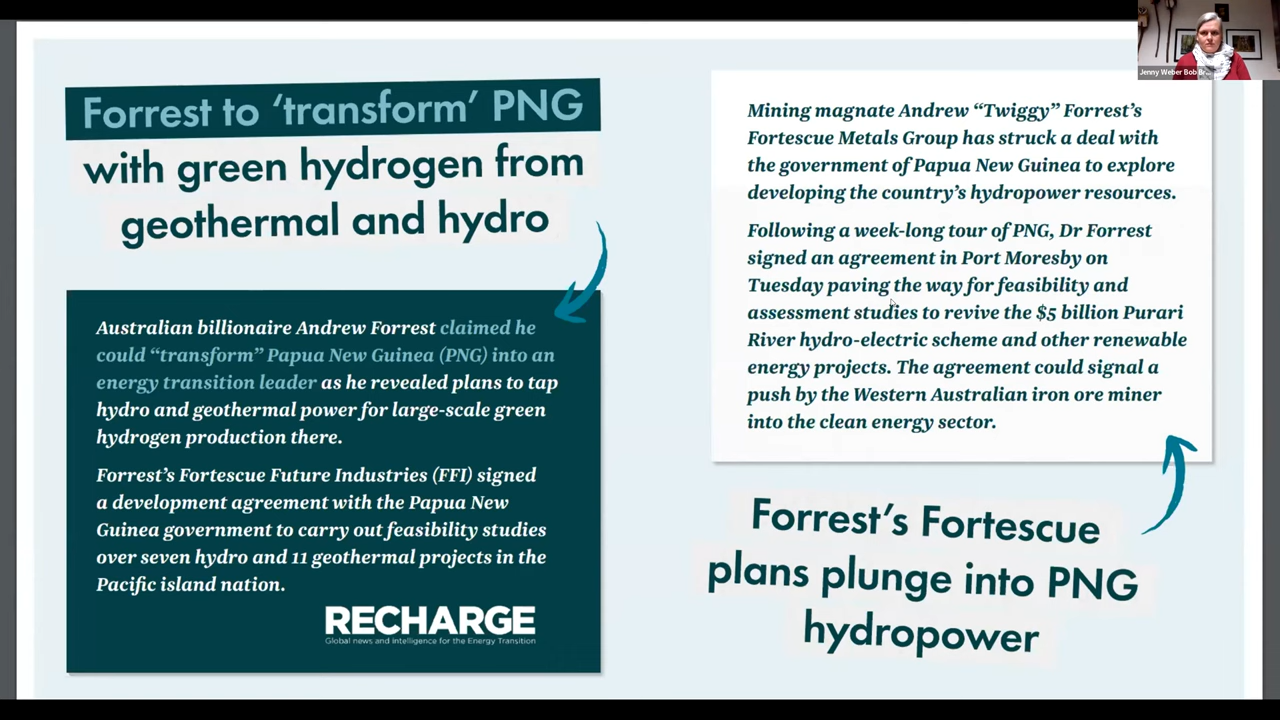 Forrest to ‘transform’ PNG
with green hydrogen from
geothermal and hydro
Australian billionaire Andrew Forrest claimed he
could “transform” Papua New Guinea (PNG) into an
energy transition leader as he revealed plans to tap
hydro and geothermal power for large-scale green
hydrogen production there.
Forrest’s Fortescue Future Industries (FFI) signed
a development agreement with the Papua New
Guinea government to carry out feasibility studies
over seven hydro and 11 geothermal projects in the
Pacific island nation.
RECHARGE
Global news and intelligence for the Energy Transition
Mining magnate Andrew “Twiggy” Forrest’s
Fortescue Metals Group has struck a deal with
the government of Papua New Guinea to explore
developing the country’s hydropower resources.
Following a week-long tour of PNG, Dr Forrest
signed an agreement in Port Moresby on
Tuesday paving the way for feasibility and
assessment studies to revive the $5 billion Purari
River hydro-electric scheme and other renewable
energy projects. The agreement could signal a
push by the Western Australian iron ore miner
into the clean energy sector.
Forrest’s Fortescue
plans plunge into PNG
hydropower
Jenny Weber Bob Br...